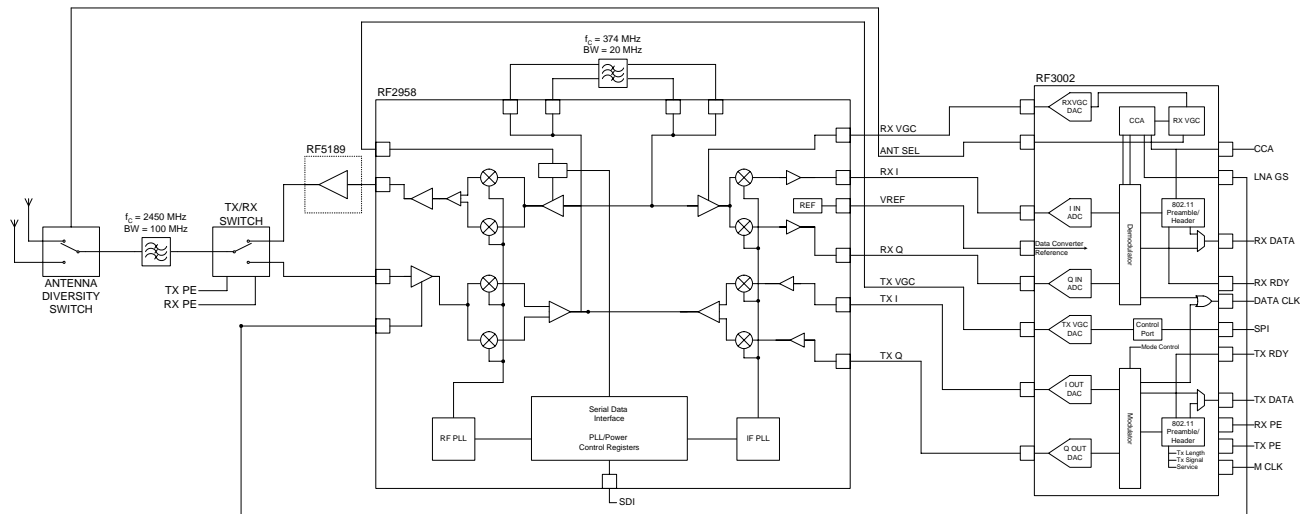 f_C = 374 MHz
BW = 20 MHz
RF2958
RF3002
RF5189
f_C = 2450 MHz
BW = 100 MHz
TX/RX
SWITCH
ANTENNA
DIVERSITY
SWITCH
TX PE
RX PE
REF
RF PLL
Serial Data
Interface
PLL/Power
Control Registers
IF PLL
SDI
RX VGC
ANT SEL
RX I
VREF
RX Q
TX VGC
TX I
TX Q
RXVGC
DAC
CCA
RX VGC
I IN
ADC
Data Converter
Reference
Q IN
ADC
Demodulator
802.11
Preamble/
Header
TX VGC
DAC
Control
Port
Mode Control
I OUT
DAC
Modulator
Q OUT
DAC
802.11
Preamble/
Header
Tx Length
Tx Signal
Service
CCA
LNA GS
RX DATA
RX RDY
DATA CLK
SPI
TX RDY
TX DATA
RX PE
TX PE
M CLK